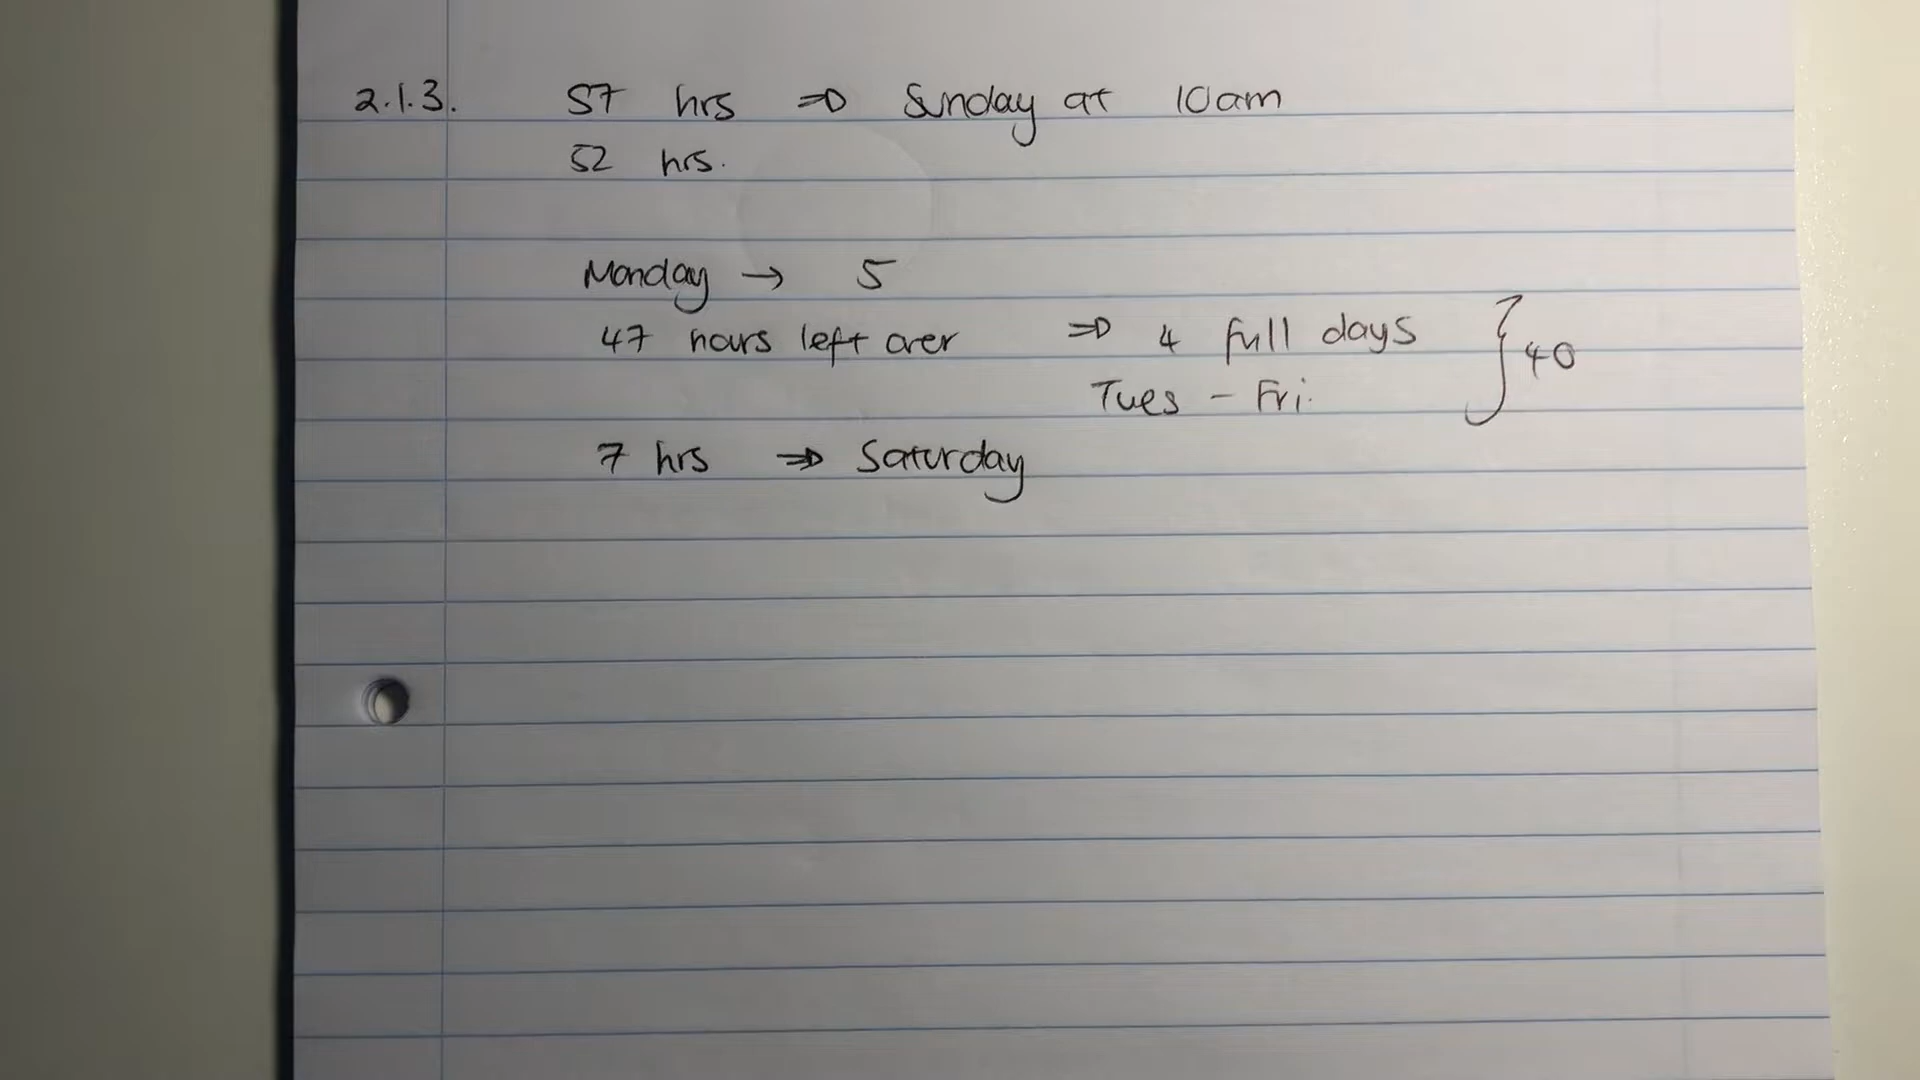 2.1.3. 57 hrs ⇒ Sunday at 10am
52 hrs.
Monday → 5
47 hours left over ⇒ 4 full days } 40
Tues - Fri.
7 hrs ⇒ Saturday